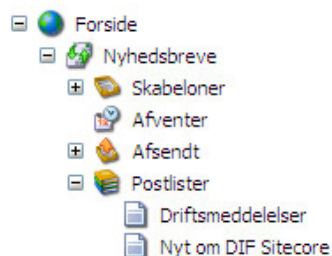 Forside
Nyhedsbreve
Skabeloner
Afventer
Afsendt
Postlister
Driftsmeddelelser
Nyt om DIF Sitecore